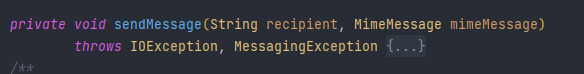 private void sendMessage(String recipient, MimeMessage mimeMessage)
throws IOException, MessagingException {...}
/**